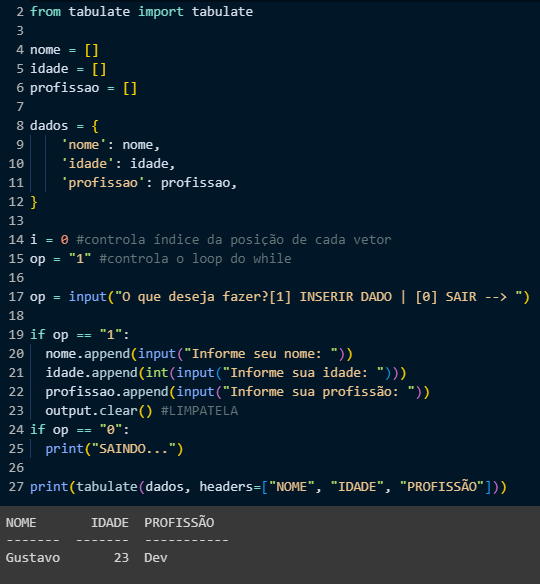 2 from tabulate import tabulate
3
4 nome = []
5 idade = []
6 profissao = []
7
8 dados = {
9     'nome': nome,
10     'idade': idade,
11     'profissao': profissao,
12 }
13
14 i = 0 #controla índice da posição de cada vetor
15 op = "1" #controla o loop do while
16
17 op = input("O que deseja fazer?[1] INSERIR DADO | [0] SAIR --> ")
18
19 if op == "1":
20   nome.append(input("Informe seu nome: "))
21   idade.append(int(input("Informe sua idade: ")))
22   profissao.append(input("Informe sua profissão: "))
23   output.clear() #LIMPATELA
24 if op == "0":
25   print("SAINDO...")
26
27 print(tabulate(dados, headers=["NOME", "IDADE", "PROFISSÃO"]))
NOME       IDADE  PROFISSÃO
-------  -------  -----------
Gustavo       23  Dev